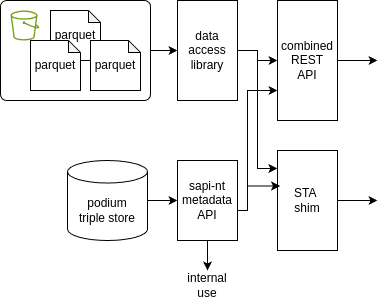 parquet
parquet
parquet
data
access
library
combined
REST
API
podium
triple store
sapi-nt
metadata
API
STA
shim
internal
use